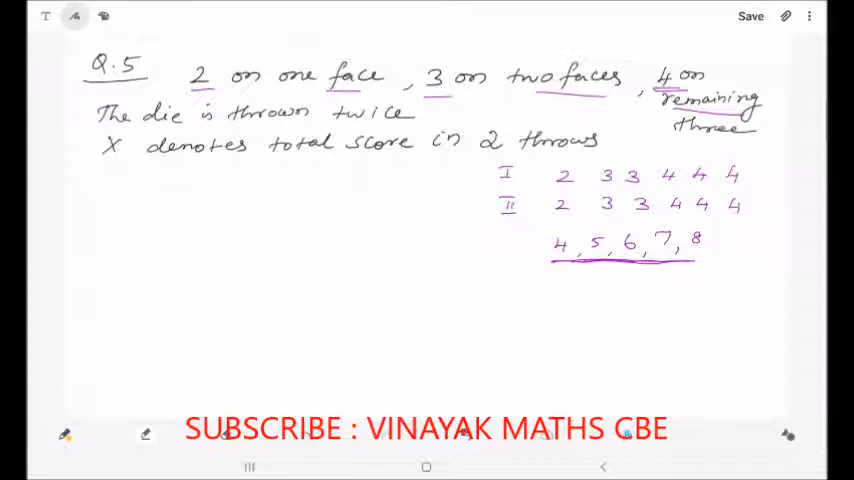 T Save
Q.5 2 on one face, 3 on two faces, 4 on
remaining
The die is thrown twice three
X denotes total score in 2 throws
I 2 3 3 4 4 4
II 2 3 3 4 4 4
4, 5, 6, 7, 8
SUBSCRIBE : VINAYAK MATHS CBE